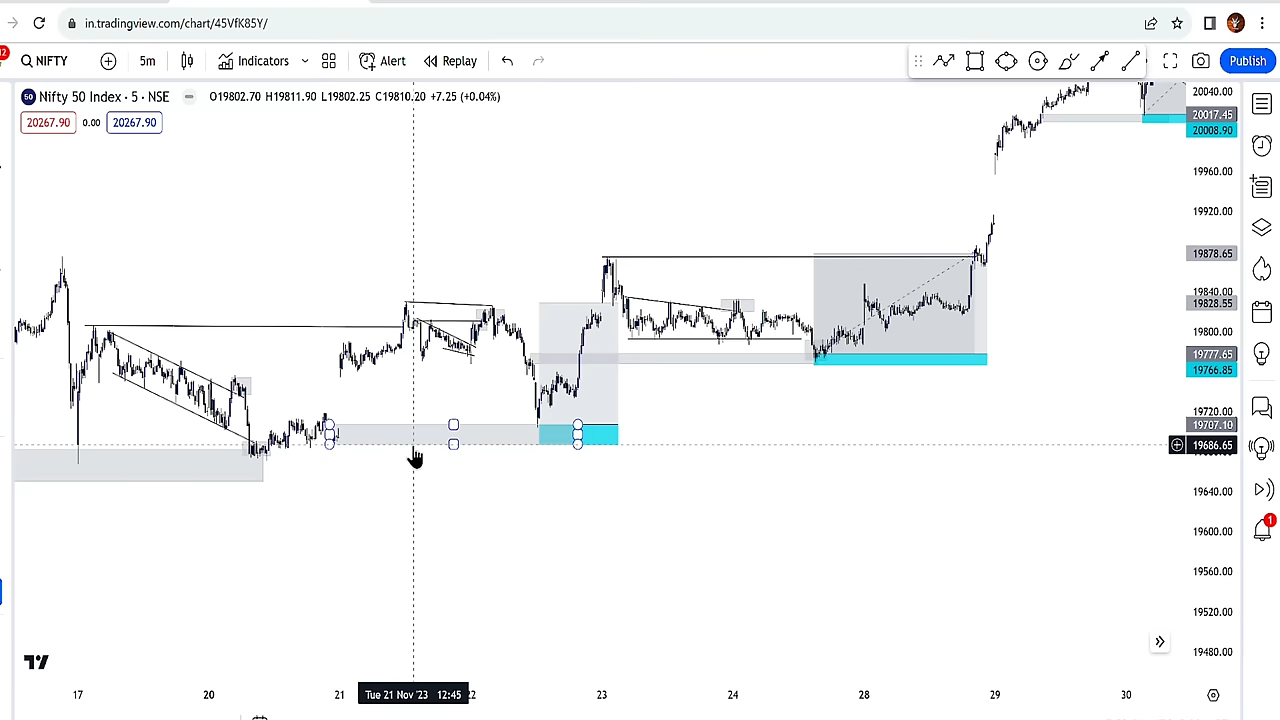 in.tradingview.com/chart/45VfK85Y/
12
NIFTY
5m
Indicators
Alert
Replay
Publish
50 Nifty 50 Index · 5 · NSE
O19802.70 H19811.90 L19802.25 C19810.20 +7.25 (+0.04%)
20267.90 0.00 20267.90
20040.00
20017.45
20008.90
19960.00
19920.00
19878.65
19840.00
19828.55
19800.00
19777.65
19766.85
19720.00
19707.10
19686.65
19640.00
19600.00
19560.00
19520.00
19480.00
1
17 20 21 Tue 21 Nov '23 12:45 22 23 24 28 29 30